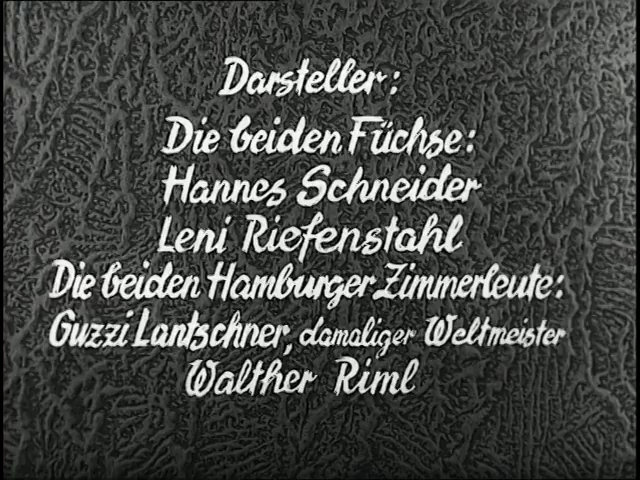 Darsteller:
Die beiden Füchse:
Hannes Schneider
Leni Riefenstahl
Die beiden Hamburger Zimmerleute:
Guzzi Lantschner, damaliger Weltmeister
Walther Riml